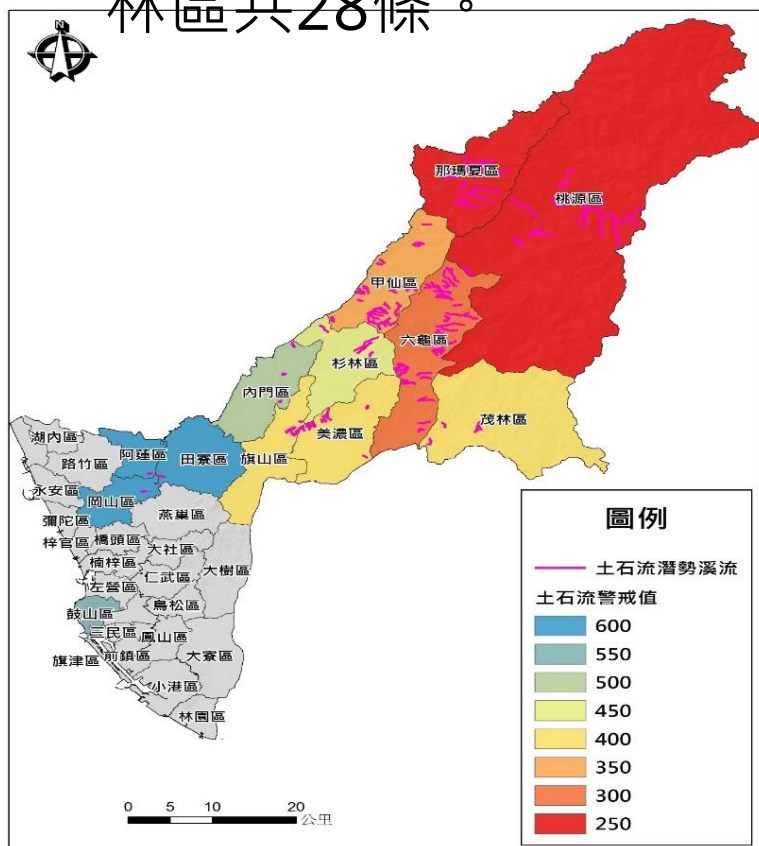 林區共28條。
那瑪夏區
桃源區
甲仙區
六龜區
杉林區
內門區
茂林區
美濃區
湖內區
阿蓮區
田寮區
旗山區
路竹區
永安區
岡山區
燕巢區
彌陀區
梓官區
橋頭區
大社區
楠梓區
仁武區
大樹區
左營區
鳥松區
鼓山區
三民區
鳳山區
旗津區
前鎮區
大寮區
小港區
林園區
圖例
土石流潛勢溪流
土石流警戒值
600
550
500
450
400
350
300
250
0 5 10 20
公里